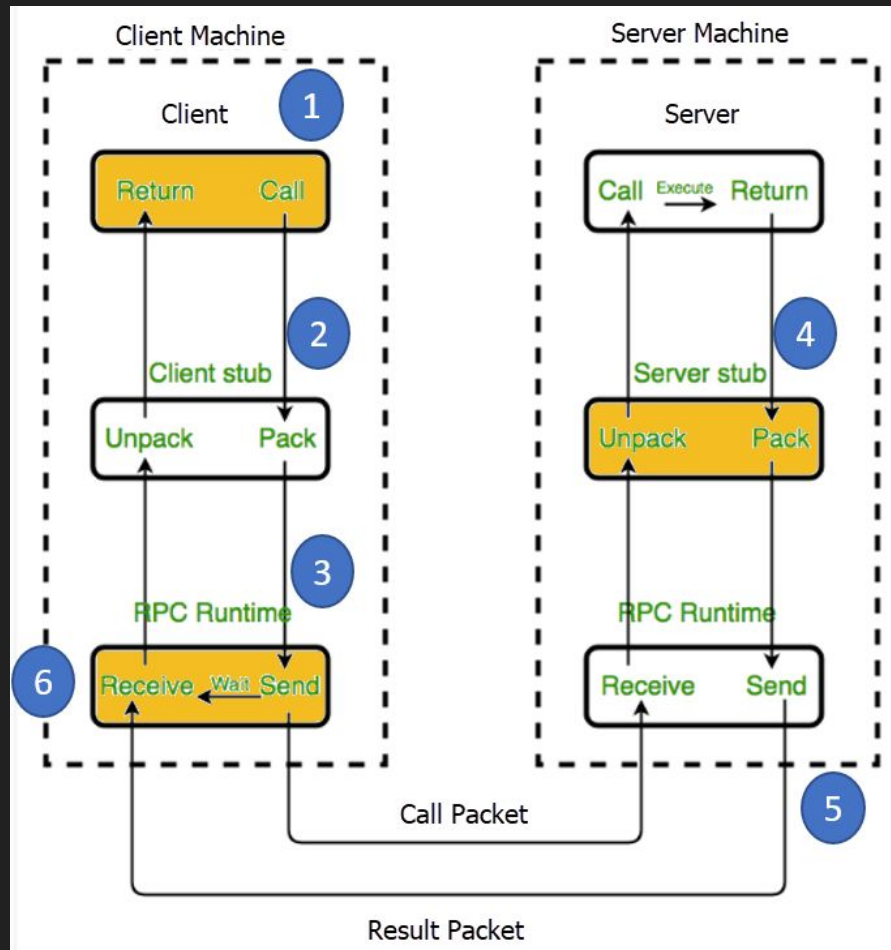 Client Machine
Server Machine
Client
1
Server
Return Call
Call Execute Return
2
4
Client stub
Server stub
Unpack Pack
Unpack Pack
3
RPC Runtime
RPC Runtime
6
Receive Wait Send
Receive Send
5
Call Packet
Result Packet